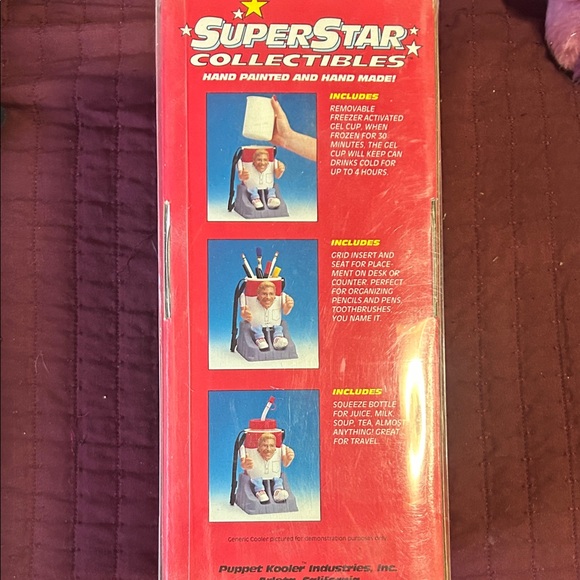 SUPERSTAR
COLLECTIBLES
HAND PAINTED AND HAND MADE!
INCLUDES
REMOVABLE
FREEZER ACTIVATED
GEL CUP. WHEN
FROZEN FOR 30
MINUTES, THE GEL
CUP WILL KEEP CAN
DRINKS COLD FOR
UP TO 4 HOURS.
INCLUDES
GRID INSERT AND
SEAT FOR PLACE-
MENT ON DESK OR
COUNTER. PERFECT
FOR ORGANIZING
PENCILS AND PENS,
TOOTHBRUSHES,
YOU NAME IT.
INCLUDES
SQUEEZE BOTTLE
FOR JUICE, MILK,
SOUP, TEA, ALMOST
ANYTHING! GREAT
FOR TRAVEL.
Generic Cooler pictured for demonstration purposes only.
Puppet Kooler Industries, Inc.
California